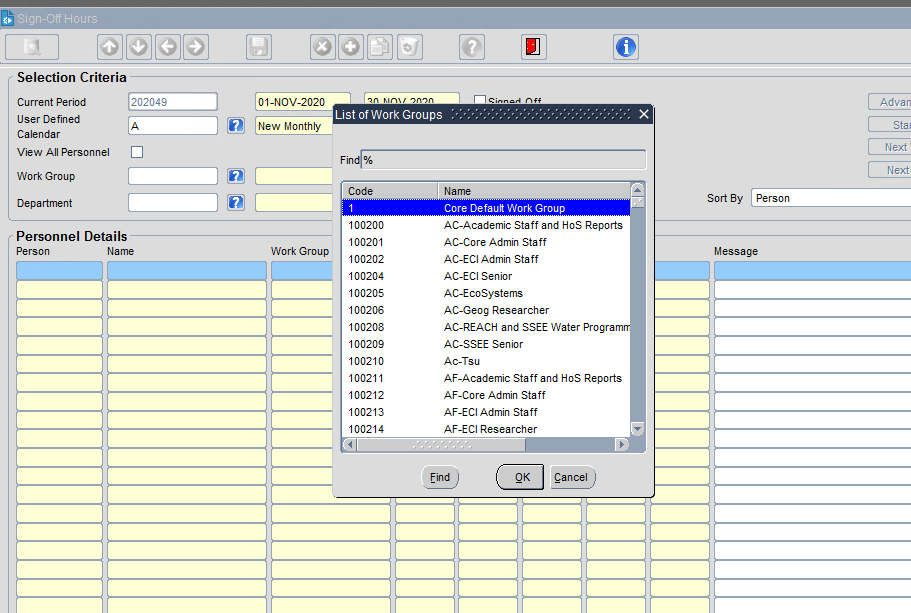 Sign-Off Hours
Selection Criteria
Current Period 202049 01-NOV-2020 30-NOV-2020 Signed Off
User Defined Calendar A New Monthly
View All Personnel
Work Group
Department
Sort By Person
Next
Next
Personnel Details
Person Name Work Group Message
List of Work Groups
Find %
Code Name
1 Core Default Work Group
100200 AC-Academic Staff and HoS Reports
100201 AC-Core Admin Staff
100202 AC-ECI Admin Staff
100204 AC-ECI Senior
100205 AC-EcoSystems
100206 AC-Geog Researcher
100208 AC-REACH and SSEE Water Programm
100209 AC-SSEE Senior
100210 Ac-Tsu
100211 AF-Academic Staff and HoS Reports
100212 AF-Core Admin Staff
100213 AF-ECI Admin Staff
100214 AF-ECI Researcher
Find OK Cancel